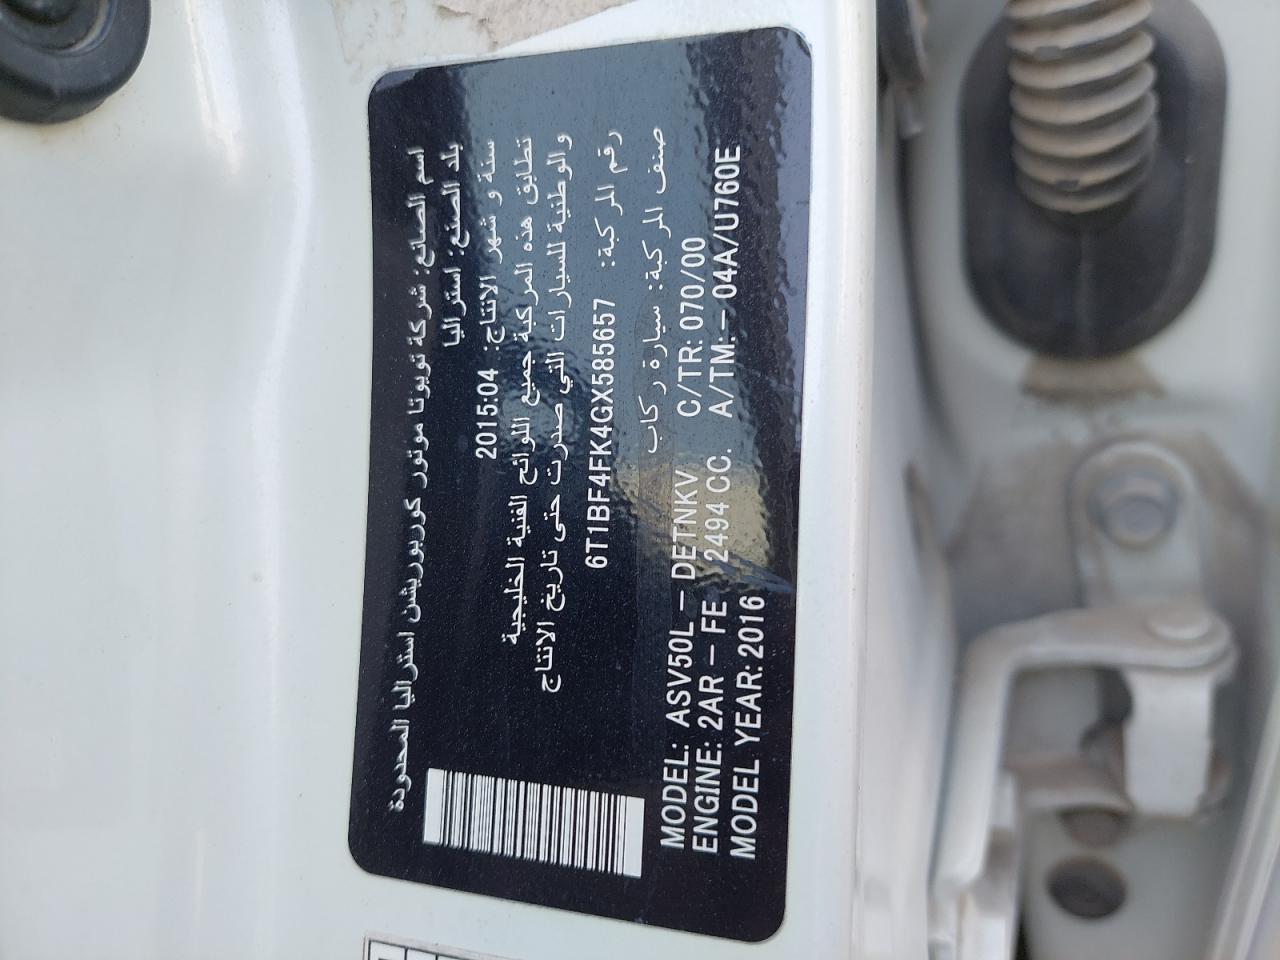 اسم الصانع: شركة تويوتا موتور كوربوريشن استراليا المحدودة
بلد الصنع: استراليا
سنة و شهر الانتاج: 2015:04
تطابق هذه المركبة جميع اللوائح الفنية الخليجية
والوطنية للسيارات التي صدرت حتى تاريخ الانتاج
رقم المركبة: 6T1BF4FK4GX585657
صنف المركبة: سيارة ركاب
MODEL: ASV50L – DETNKV C/TR: 070/00
ENGINE: 2AR – FE 2494 CC. A/TM: – 04A/U760E
MODEL YEAR: 2016